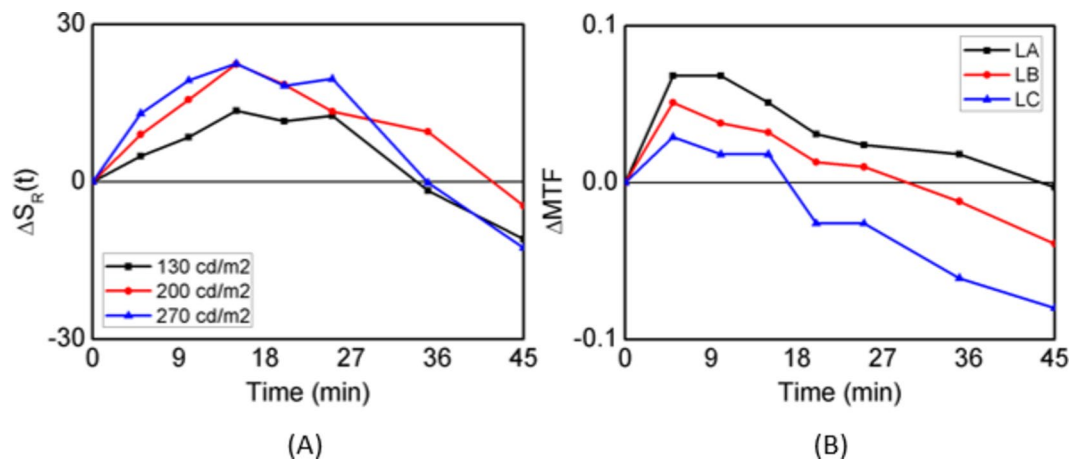 30
0
-30
ΔS_R(t)
130 cd/m2
200 cd/m2
270 cd/m2
0 9 18 27 36 45
Time (min)
(A)
0.1
0.0
-0.1
ΔMTF
LA
LB
LC
0 9 18 27 36 45
Time (min)
(B)